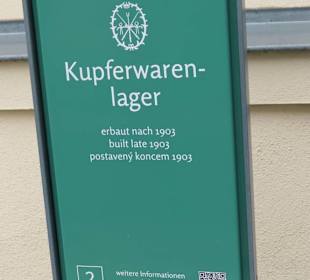 Kupferwaren-
lager
erbaut nach 1903
built late 1903
postavený koncem 1903
2
weitere Informationen